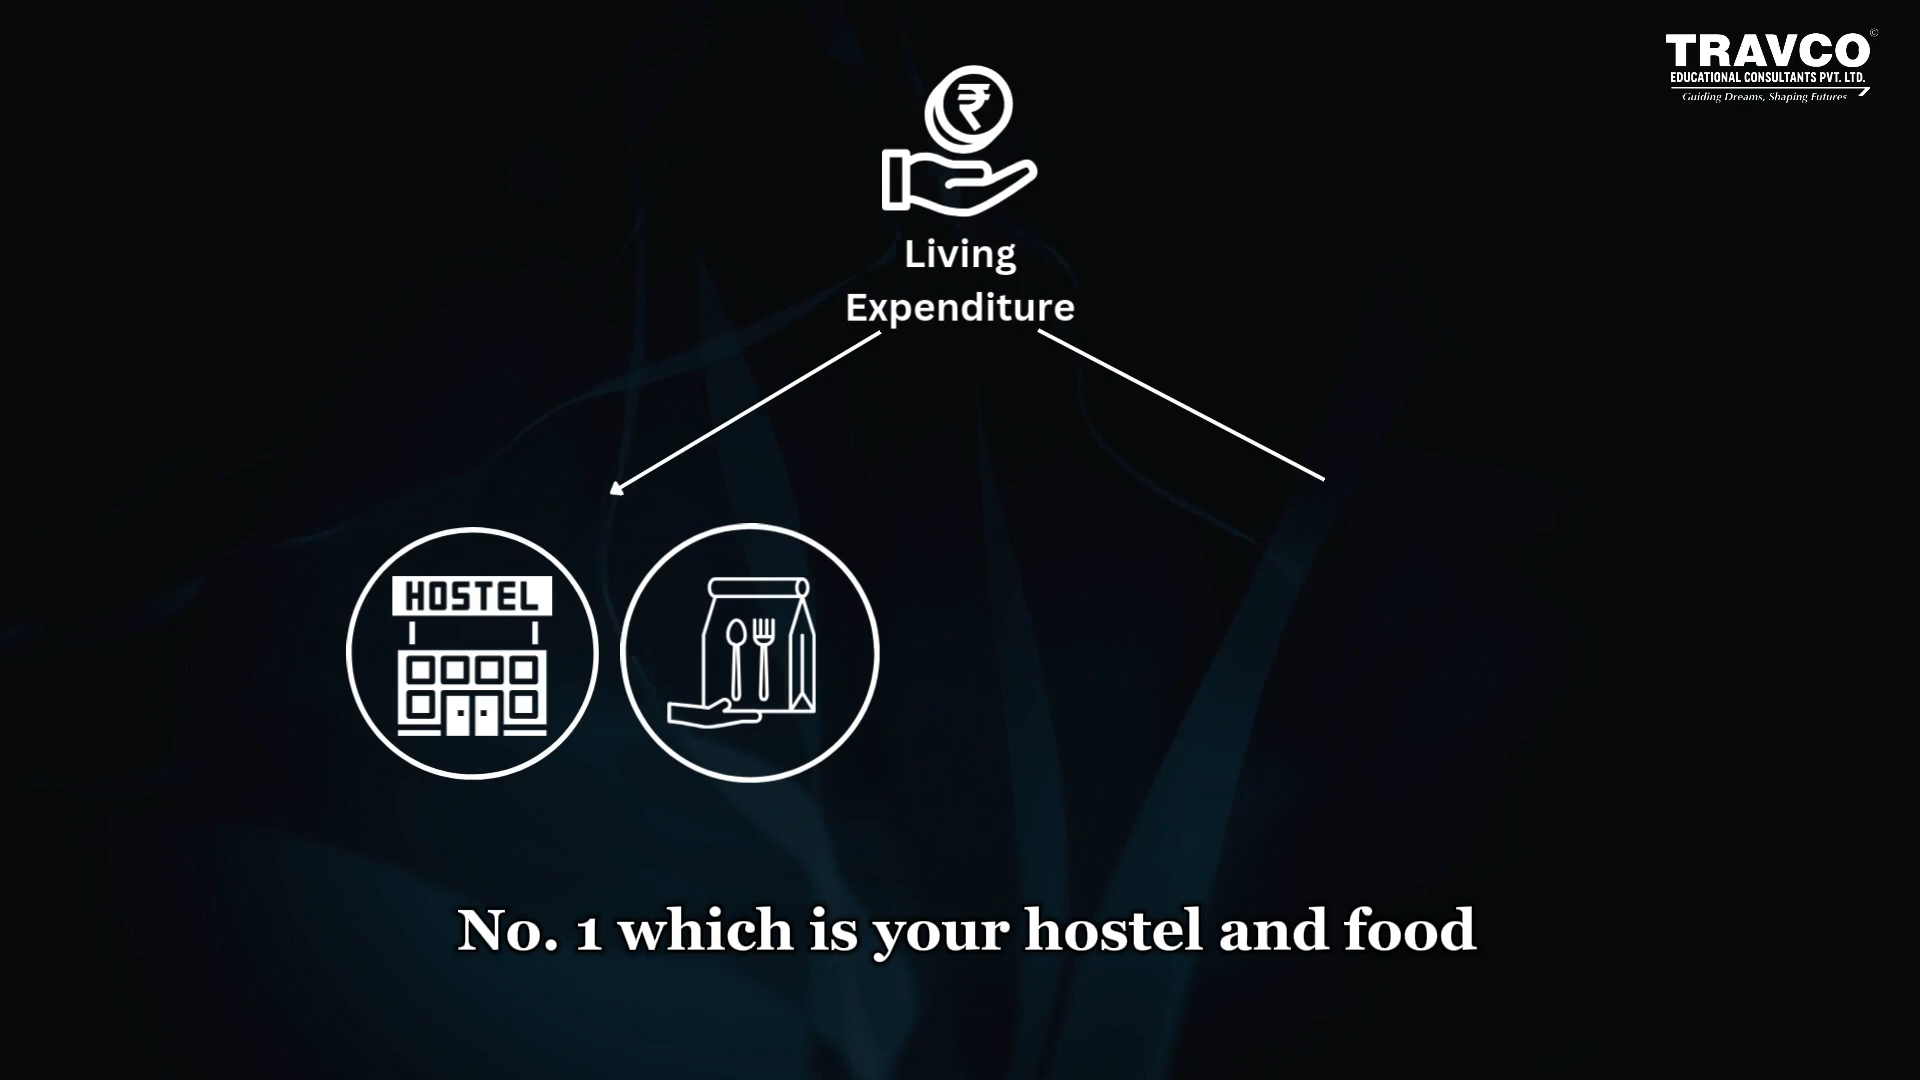 TRAVCO
©
EDUCATIONAL CONSULTANTS PVT. LTD.
Guiding Dreams, Shaping Futures
₹
Living
Expenditure
HOSTEL
No. 1 which is your hostel and food